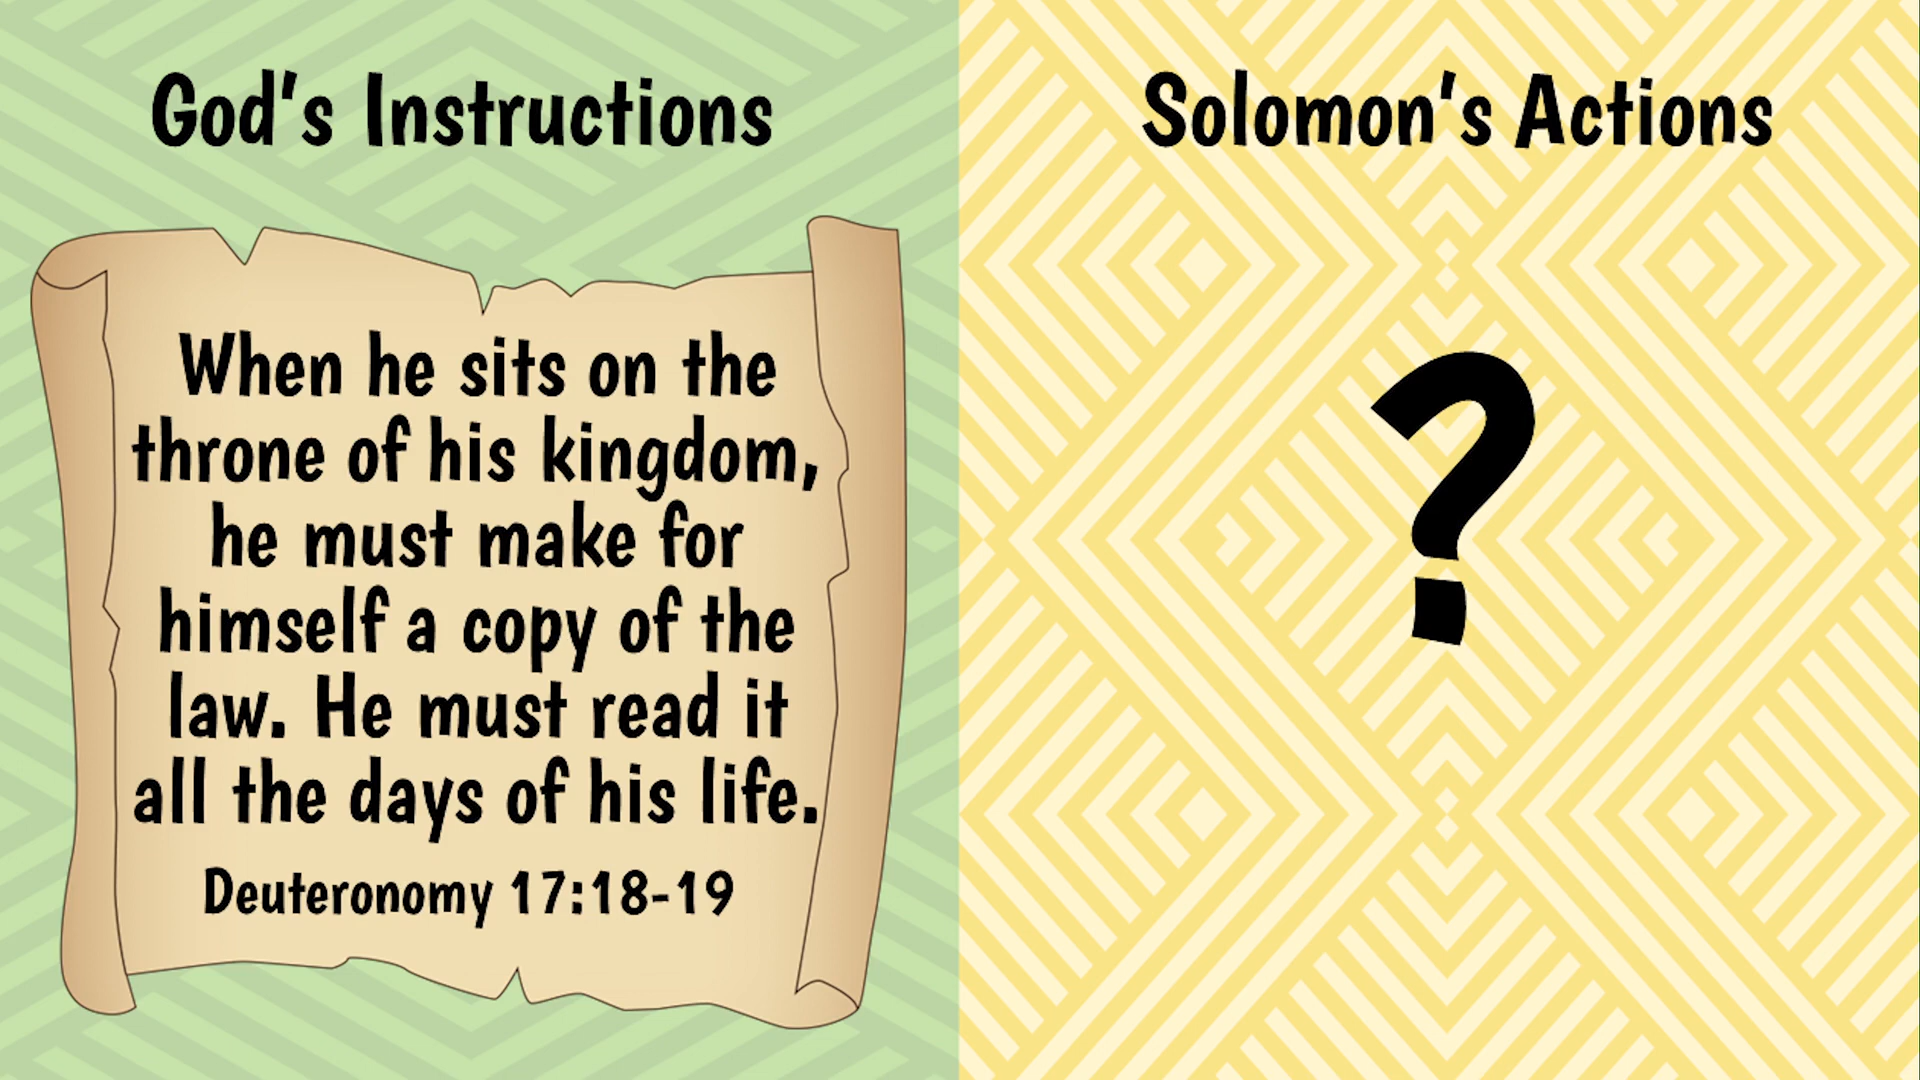 God's Instructions
When he sits on the
throne of his kingdom,
he must make for
himself a copy of the
law. He must read it
all the days of his life.
Deuteronomy 17:18-19
Solomon's Actions
?